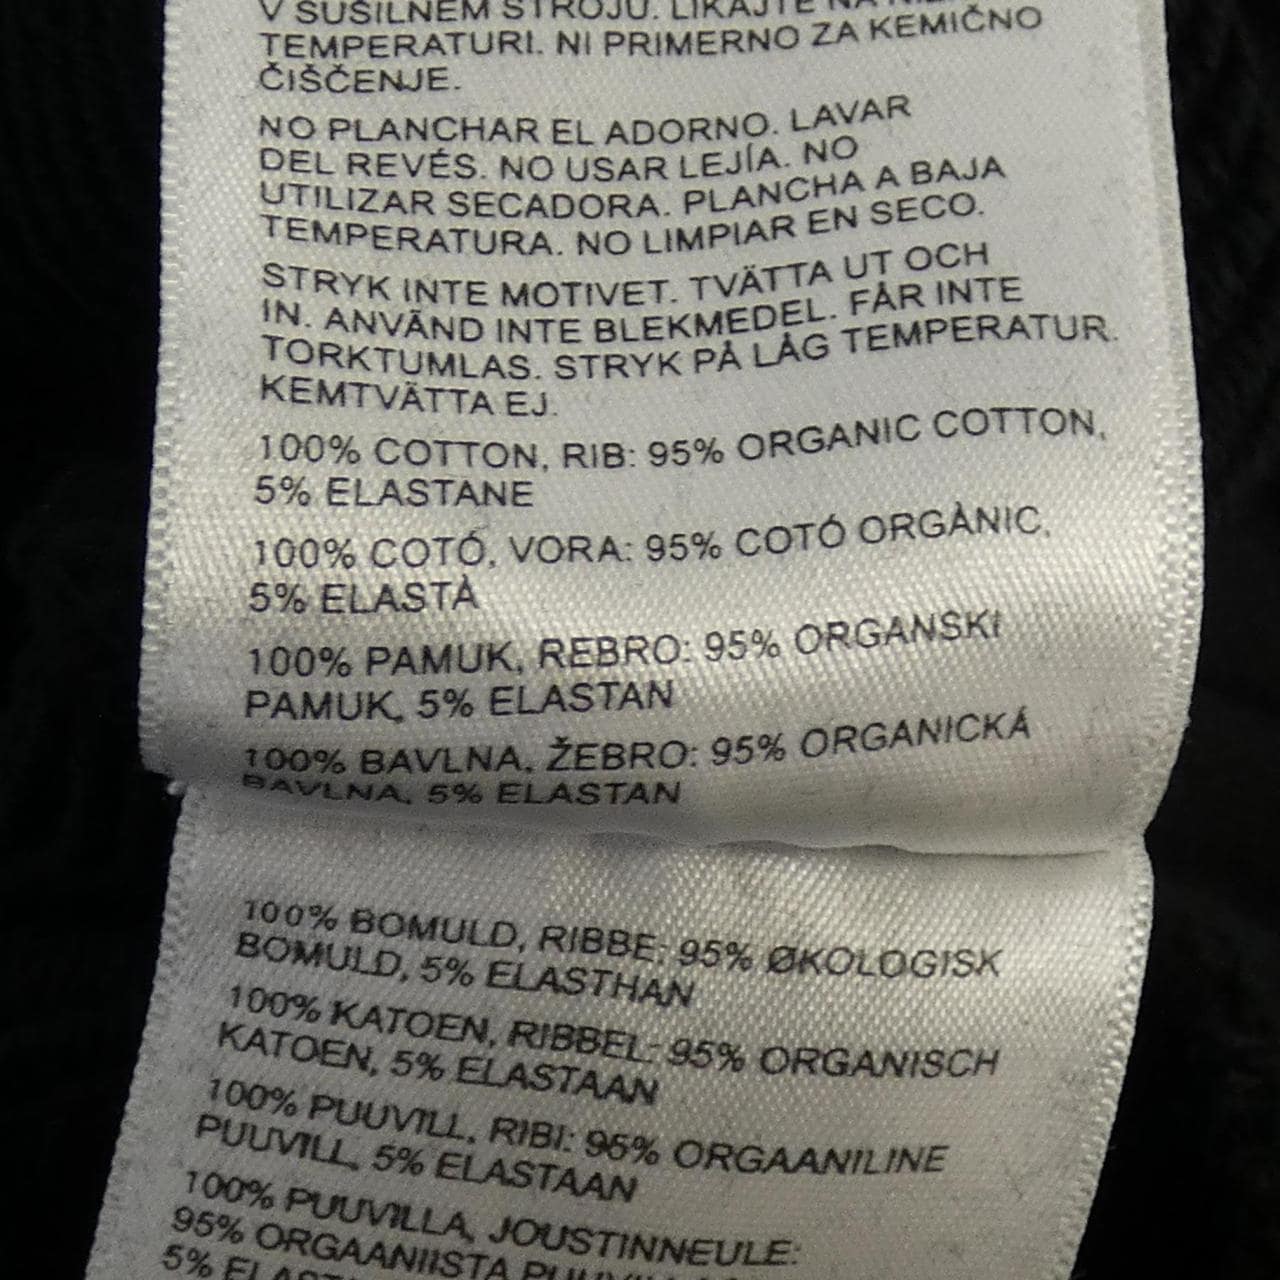 V SUŠILNEM STROJU. LIKAJTE
TEMPERATURI. NI PRIMERNO ZA KEMIČNO
ČIŠČENJE.
NO PLANCHAR EL ADORNO. LAVAR
DEL REVÉS. NO USAR LEJÍA. NO
UTILIZAR SECADORA. PLANCHA A BAJA
TEMPERATURA. NO LIMPIAR EN SECO.
STRYK INTE MOTIVET. TVÄTTA UT OCH
IN. ANVÄND INTE BLEKMEDEL. FÅR INTE
TORKTUMLAS. STRYK PÅ LÅG TEMPERATUR.
KEMTVÄTTA EJ.
100% COTTON, RIB: 95% ORGANIC COTTON,
5% ELASTANE
100% COTÓ, VORA: 95% COTÓ ORGÀNIC,
5% ELASTÀ
100% PAMUK, REBRO: 95% ORGANSKI
PAMUK, 5% ELASTAN
100% BAVLNA, ŽEBRO: 95% ORGANICKÁ
BAVLNA, 5% ELASTAN
100% BOMULD, RIBBE: 95% ØKOLOGISK
BOMULD, 5% ELASTHAN
100% KATOEN, RIBBEL: 95% ORGANISCH
KATOEN, 5% ELASTAAN
100% PUUVILL, RIBI: 95% ORGAANILINE
PUUVILL, 5% ELASTAAN
100% PUUVILLA, JOUSTINNEULE:
95% ORGAANIISTA
5%